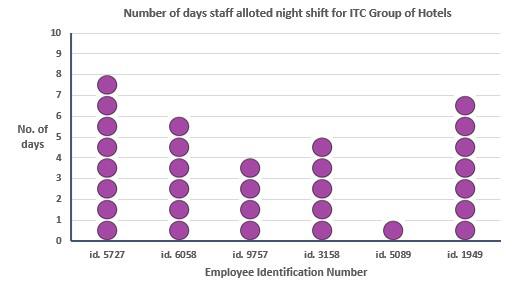 Number of days staff alloted night shift for ITC Group of Hotels
10
9
8
7
6
5
4
3
2
1
0
No. of
days
id. 5727 id. 6058 id. 9757 id. 3158 id. 5089 id. 1949
Employee Identification Number